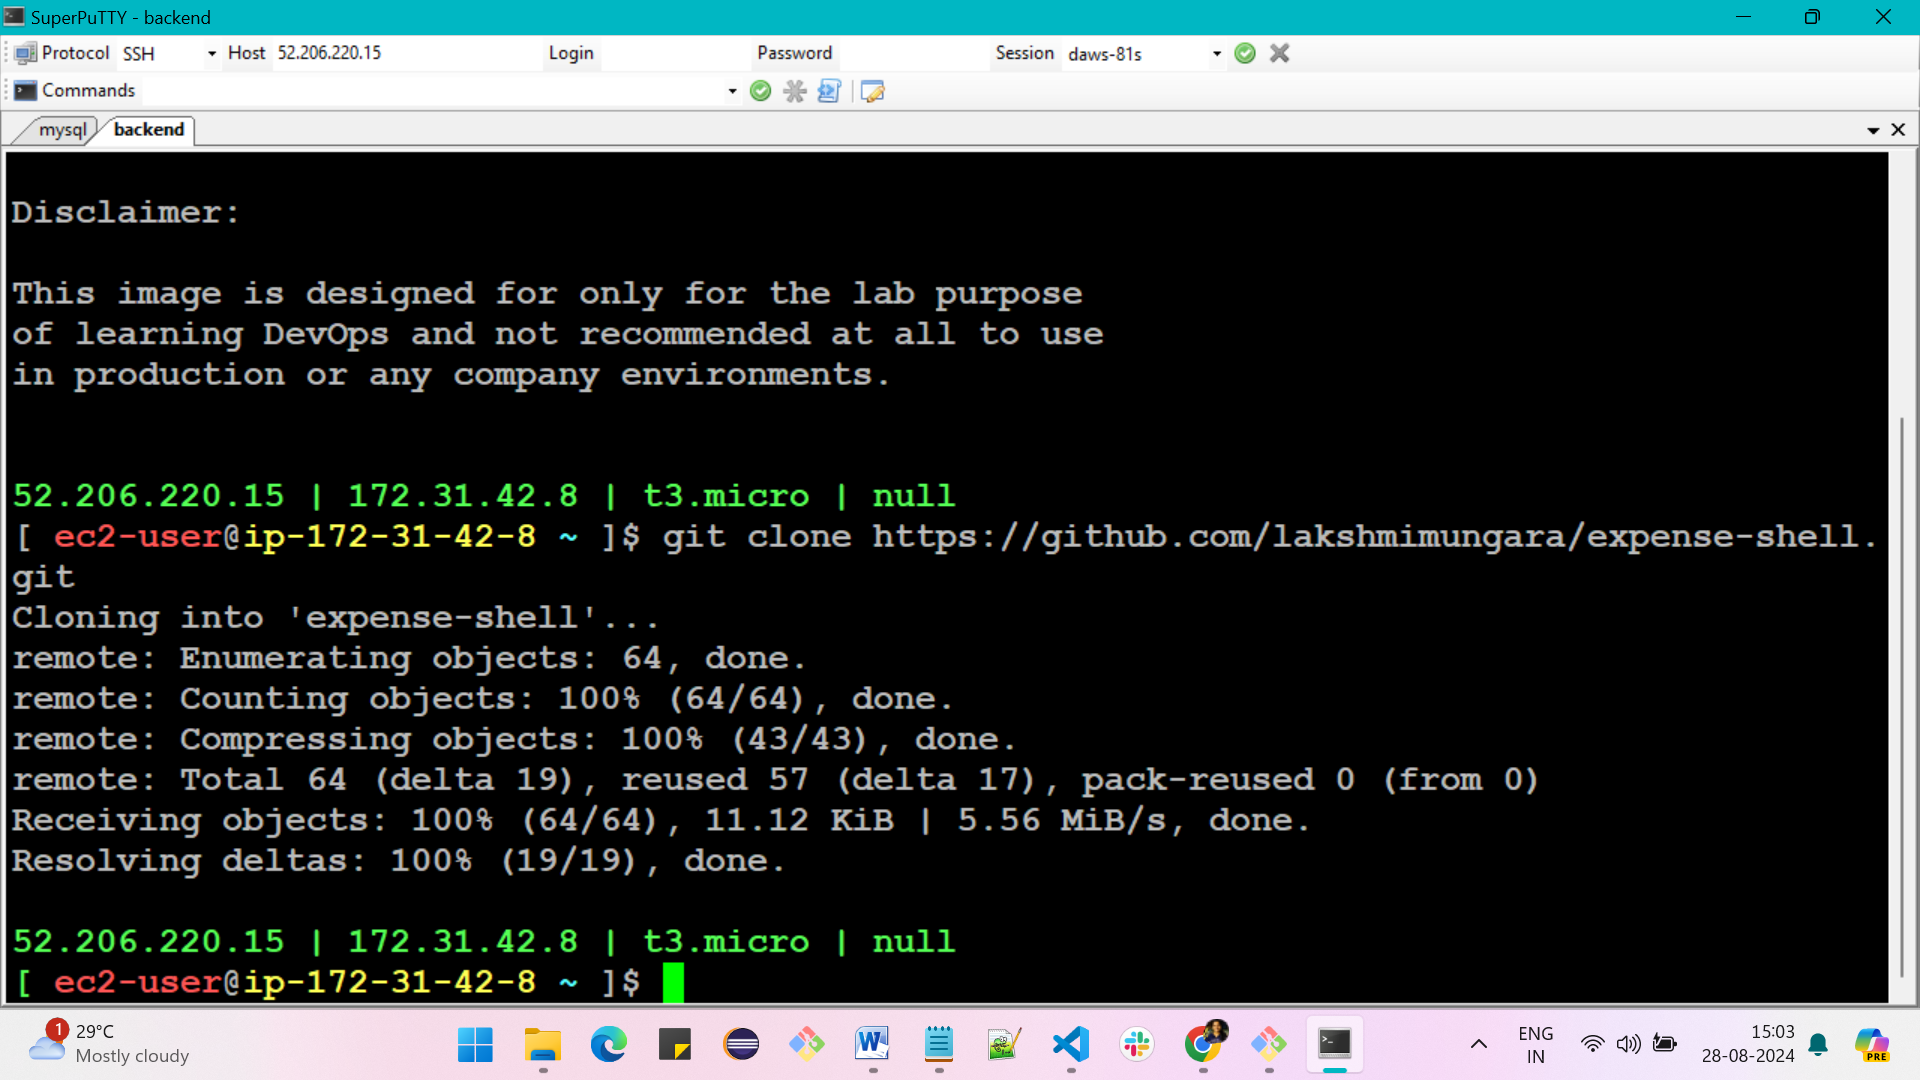 SuperPuTTY - backend
Protocol SSH Host 52.206.220.15 Login Password Session daws-81s
Commands
mysql backend
Disclaimer:
This image is designed for only for the lab purpose
of learning DevOps and not recommended at all to use
in production or any company environments.
52.206.220.15 | 172.31.42.8 | t3.micro | null
[ ec2-user@ip-172-31-42-8 ~ ]$ git clone https://github.com/lakshmimungara/expense-shell.
git
Cloning into 'expense-shell'...
remote: Enumerating objects: 64, done.
remote: Counting objects: 100% (64/64), done.
remote: Compressing objects: 100% (43/43), done.
remote: Total 64 (delta 19), reused 57 (delta 17), pack-reused 0 (from 0)
Receiving objects: 100% (64/64), 11.12 KiB | 5.56 MiB/s, done.
Resolving deltas: 100% (19/19), done.
52.206.220.15 | 172.31.42.8 | t3.micro | null
[ ec2-user@ip-172-31-42-8 ~ ]$
1 29°C
Mostly cloudy
ENG
IN
15:03
28-08-2024
PRE